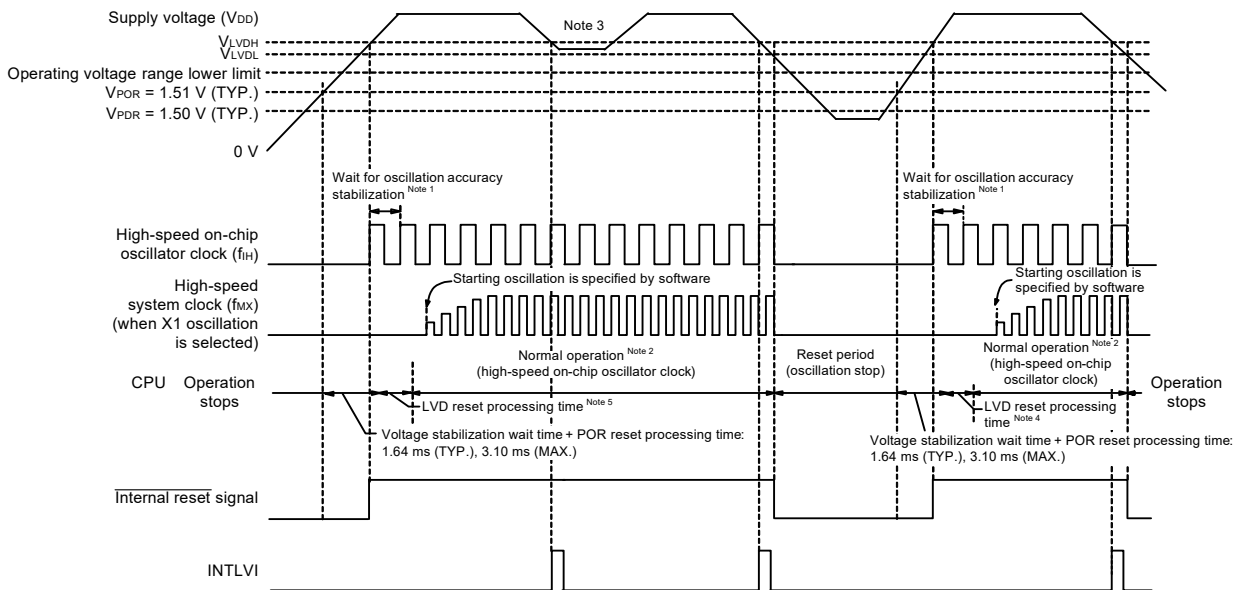 Supply voltage (VDD)
Note 3
VLVDH
VLVDL
Operating voltage range lower limit
VPOR = 1.51 V (TYP.)
VPDR = 1.50 V (TYP.)
0 V
Wait for oscillation accuracy
stabilization Note 1
Wait for oscillation accuracy
stabilization Note 1
High-speed on-chip
oscillator clock (fIH)
High-speed
system clock (fMX)
(when X1 oscillation
is selected)
Starting oscillation is specified by software
Starting oscillation is
specified by software
Normal operation Note 2
(high-speed on-chip oscillator clock)
Reset period
(oscillation stop)
Normal operation Note 2
(high-speed on-chip
oscillator clock)
CPU
Operation
stops
Operation
stops
LVD reset processing time Note 5
LVD reset processing
time Note 4
Voltage stabilization wait time + POR reset processing time:
1.64 ms (TYP.), 3.10 ms (MAX.)
Voltage stabilization wait time + POR reset processing time:
1.64 ms (TYP.), 3.10 ms (MAX.)
Internal reset signal
INTLVI